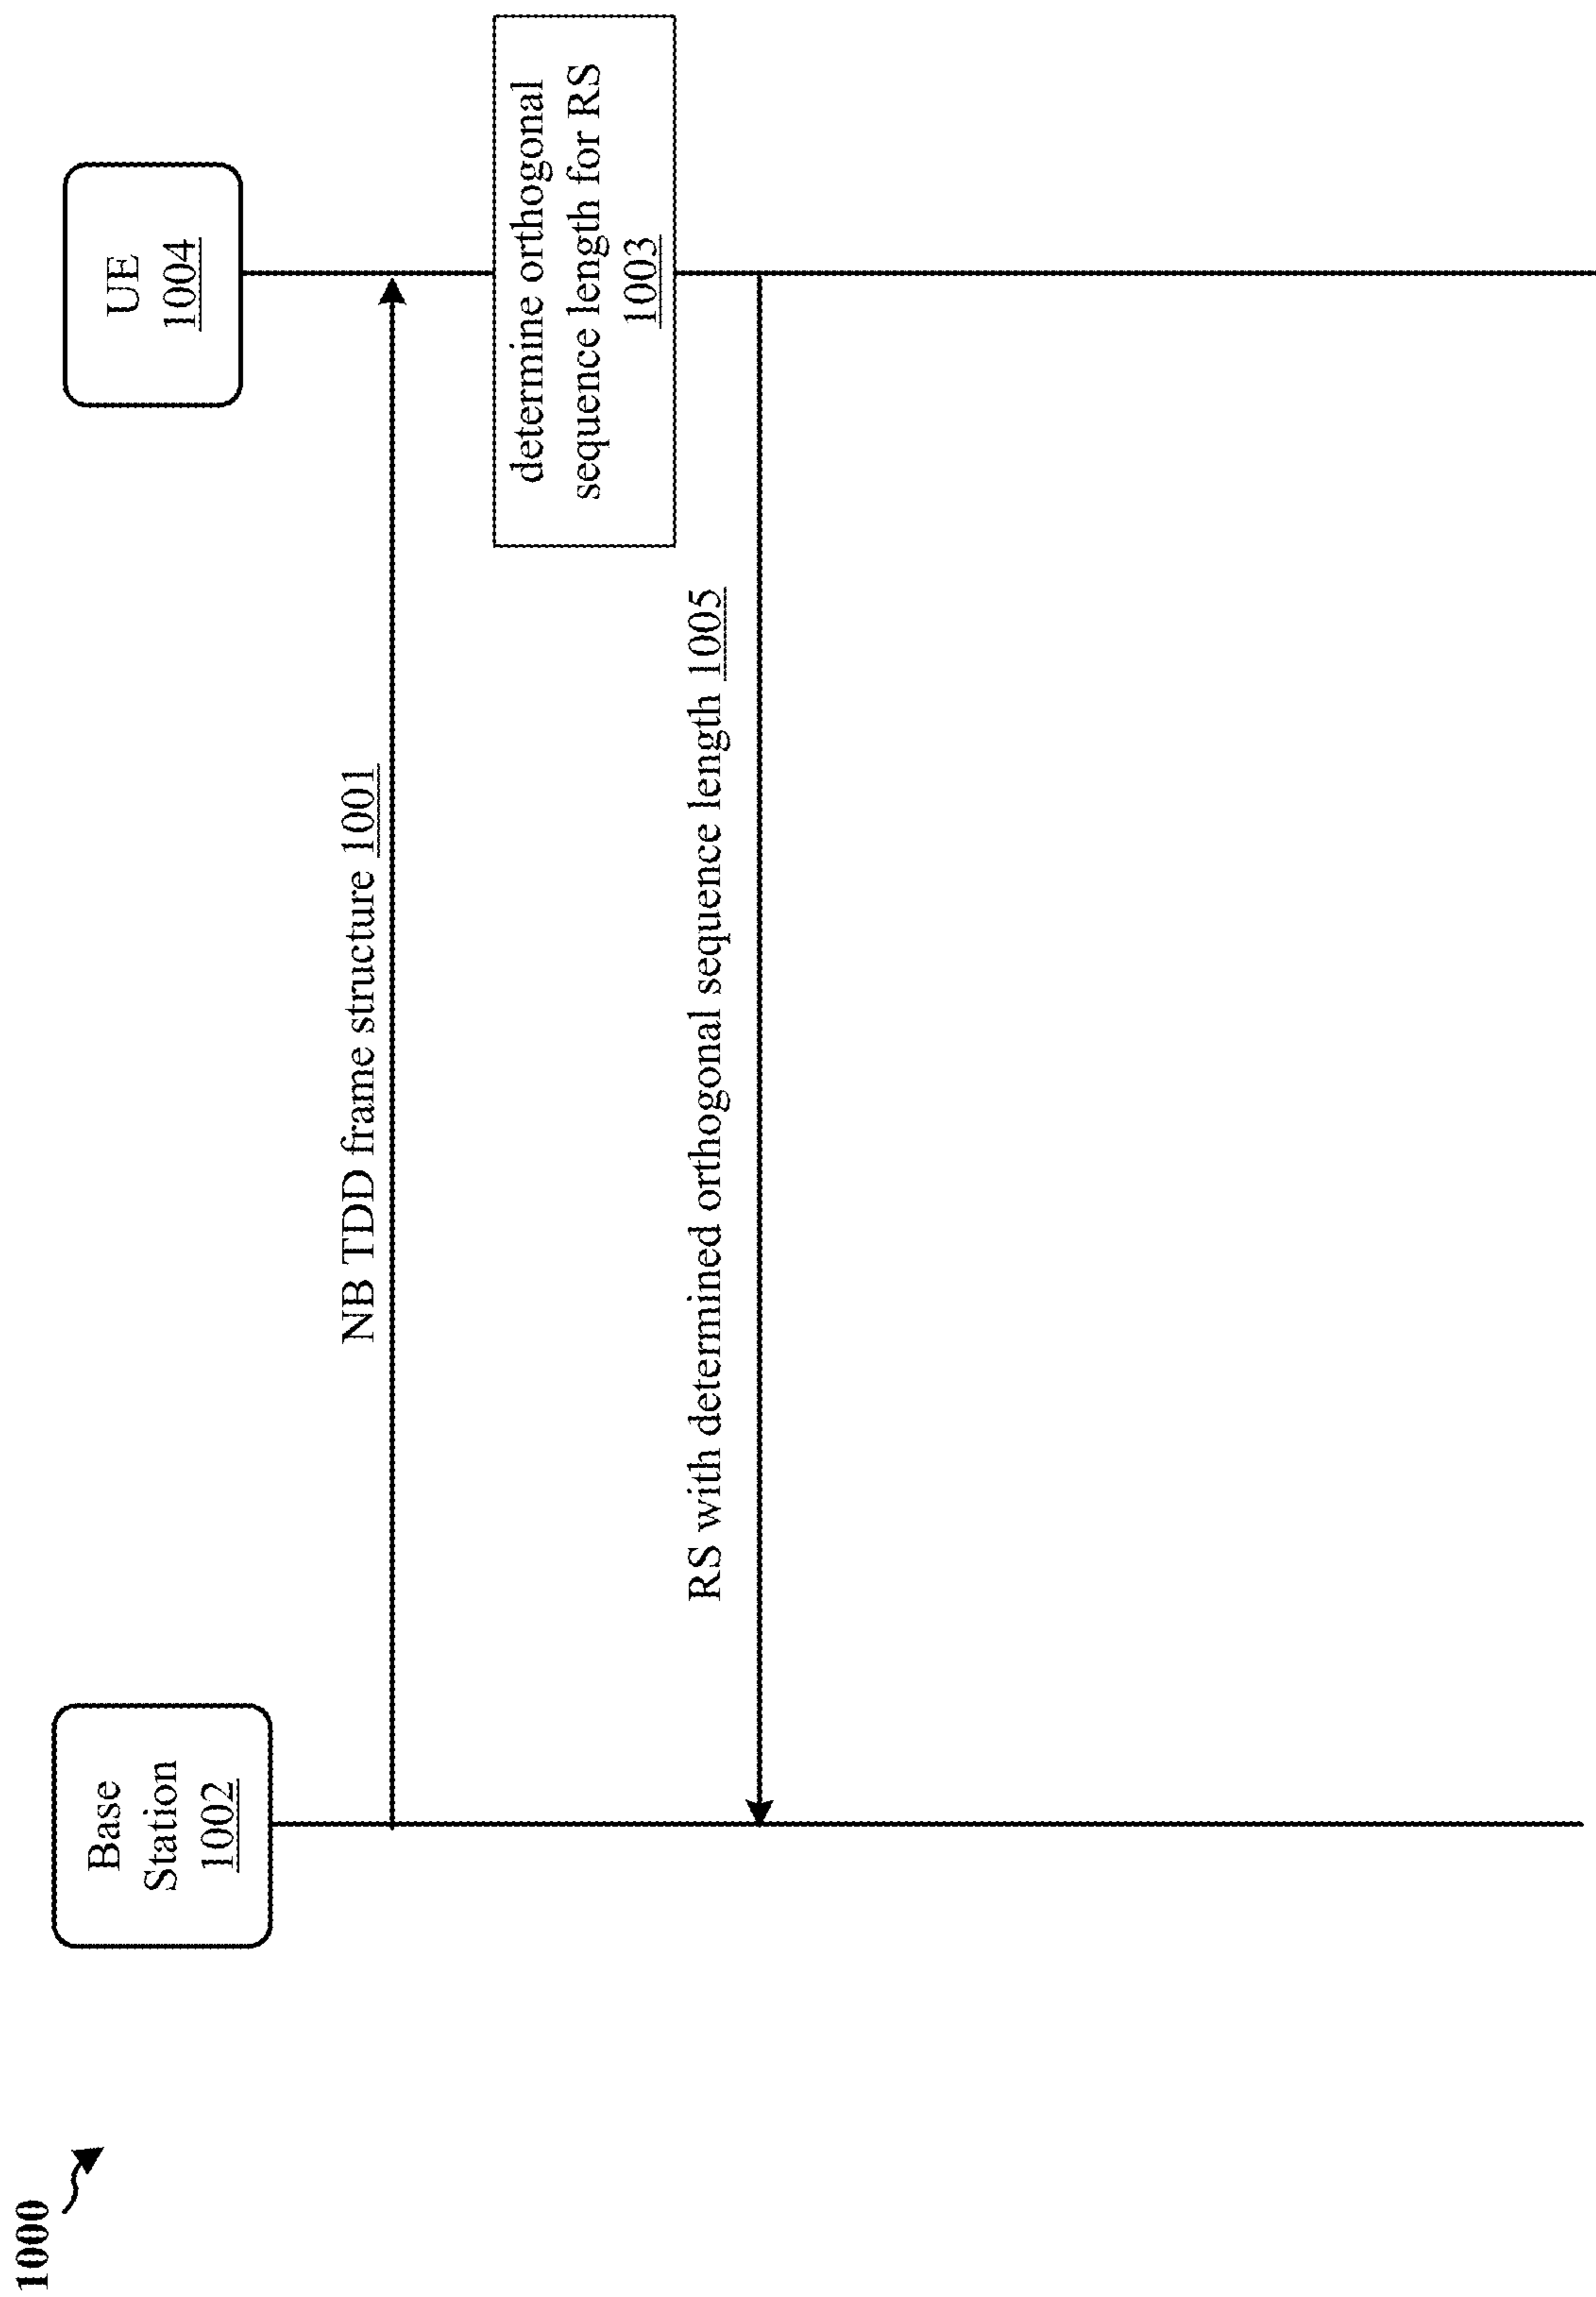 1000
Base
Station
1002
UE
1004
NB TDD frame structure 1001
determine orthogonal
sequence length for RS
1003
RS with determined orthogonal sequence length 1005